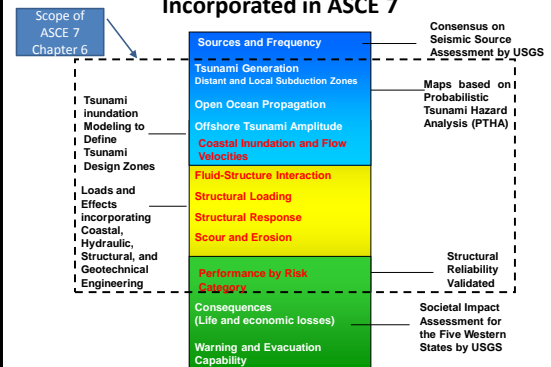 Incorporated in ASCE 7
Scope of
ASCE 7
Chapter 6
Sources and Frequency
Consensus on
Seismic Source
Assessment by USGS
Tsunami Generation
Distant and Local Subduction Zones
Open Ocean Propagation
Offshore Tsunami Amplitude
Coastal Inundation and Flow
Velocities
Maps based on
Probabilistic
Tsunami Hazard
Analysis (PTHA)
Tsunami
inundation
Modeling to
Define
Tsunami
Design Zones
Fluid-Structure Interaction
Structural Loading
Structural Response
Scour and Erosion
Loads and
Effects
incorporating
Coastal,
Hydraulic,
Structural, and
Geotechnical
Engineering
Performance by Risk
Category
Structural
Reliability
Validated
Consequences
(Life and economic losses)
Warning and Evacuation
Capability
Societal Impact
Assessment for
the Five Western
States by USGS